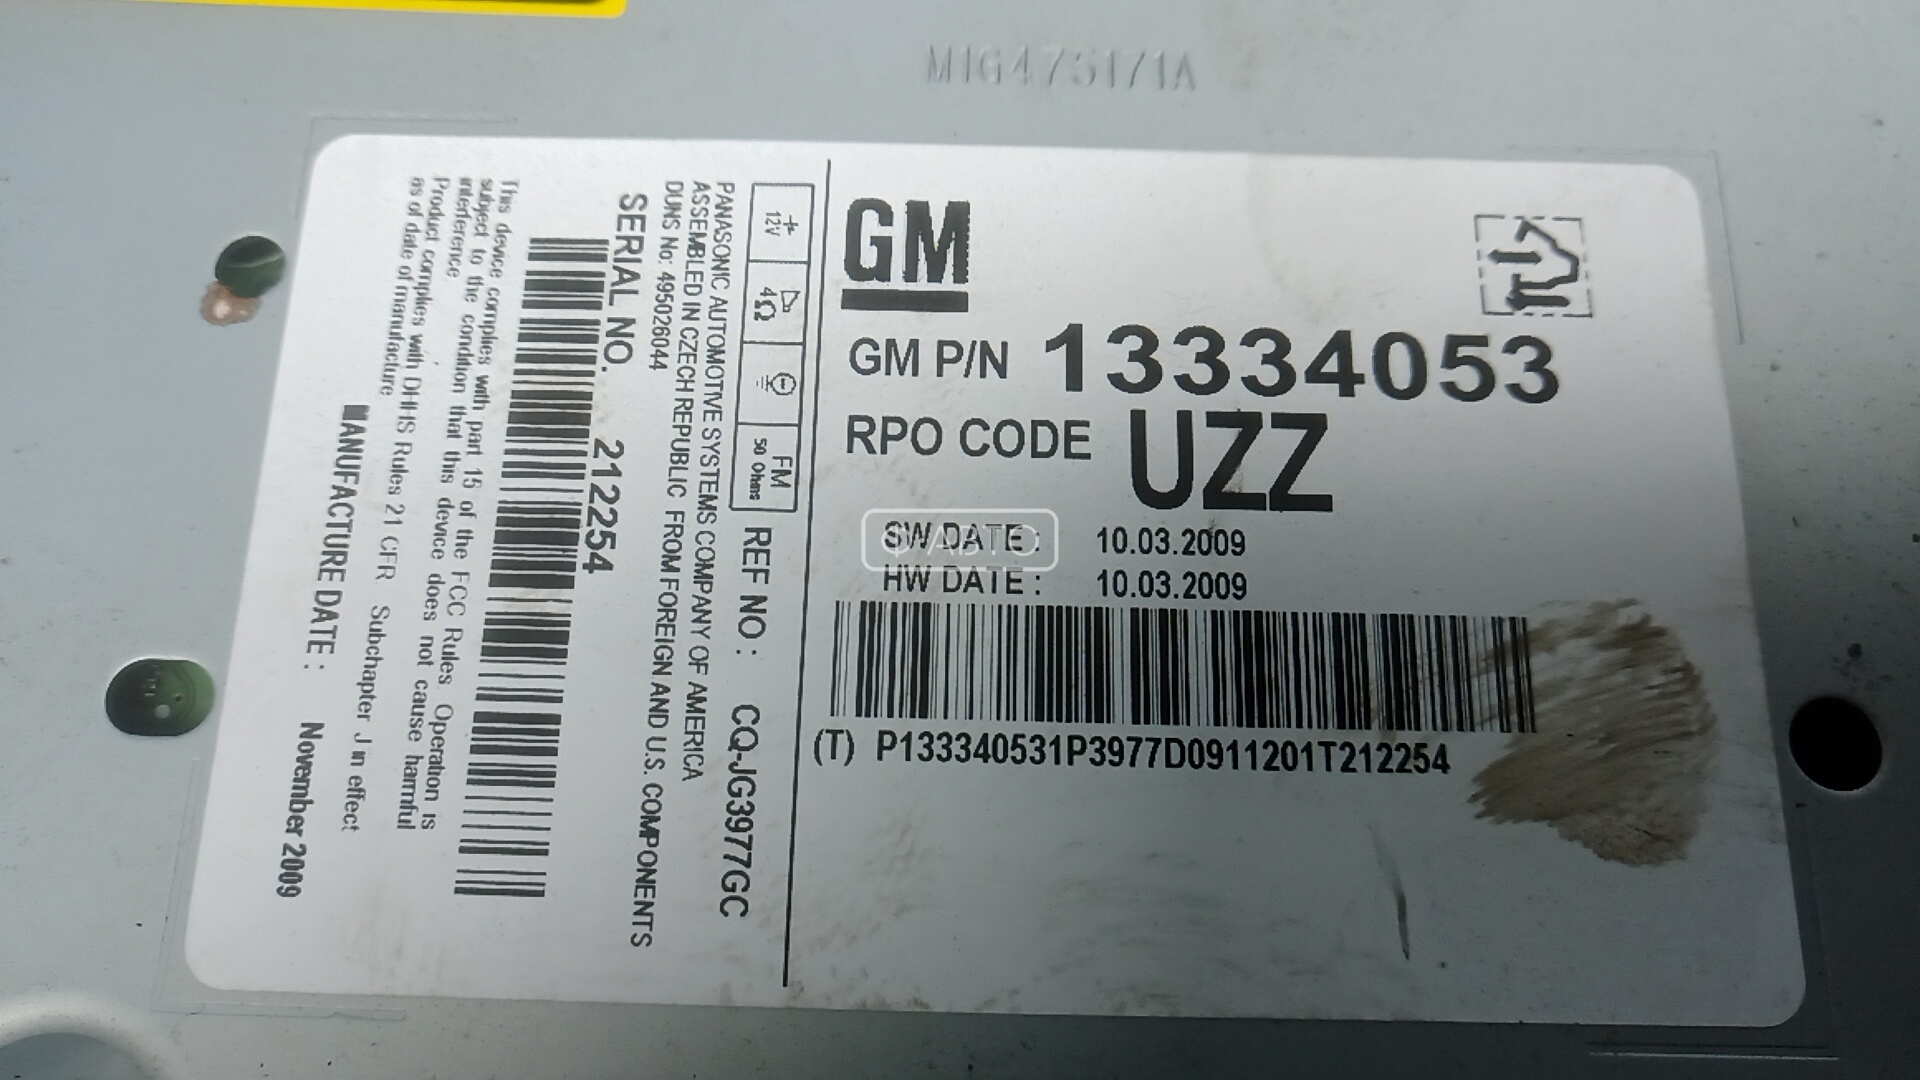 M1G475171A
GM
GM P/N 13334053
RPO CODE UZZ
SW DATE : 10.03.2009
HW DATE : 10.03.2009
(T) P133340531P3977D0911201T212254
+ 12V
4Ω
FM 50 Ohms
REF NO : CQ-JG3977GC
PANASONIC AUTOMOTIVE SYSTEMS COMPANY OF AMERICA
ASSEMBLED IN CZECH REPUBLIC FROM FOREIGN AND U.S. COMPONENTS
DUNS No: 495026044
SERIAL NO. 212254
This device complies with part 15 of the FCC Rules. Operation is
subject to the condition that this device does not cause harmful
interference.
Product complies with DHHS Rules 21 CFR Subchapter J in effect
as of date of manufacture.
MANUFACTURE DATE : November 2009